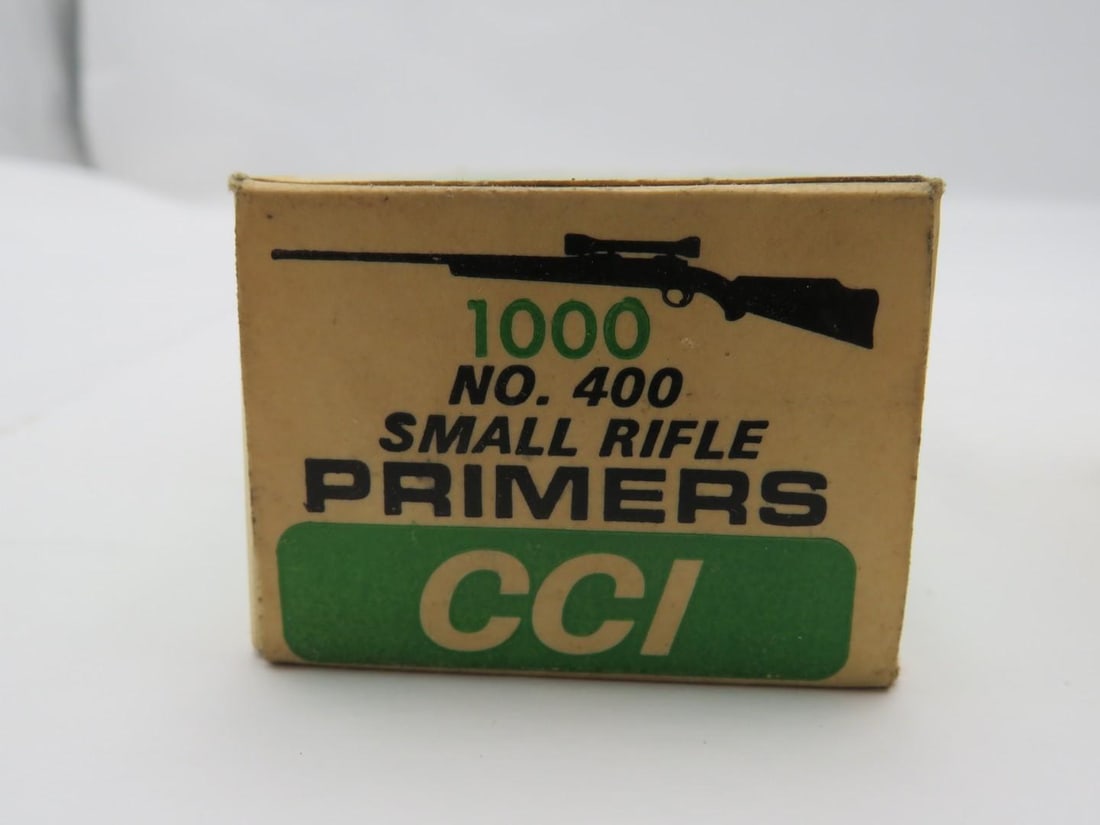 1000
NO. 400
SMALL RIFLE
PRIMERS
CCI